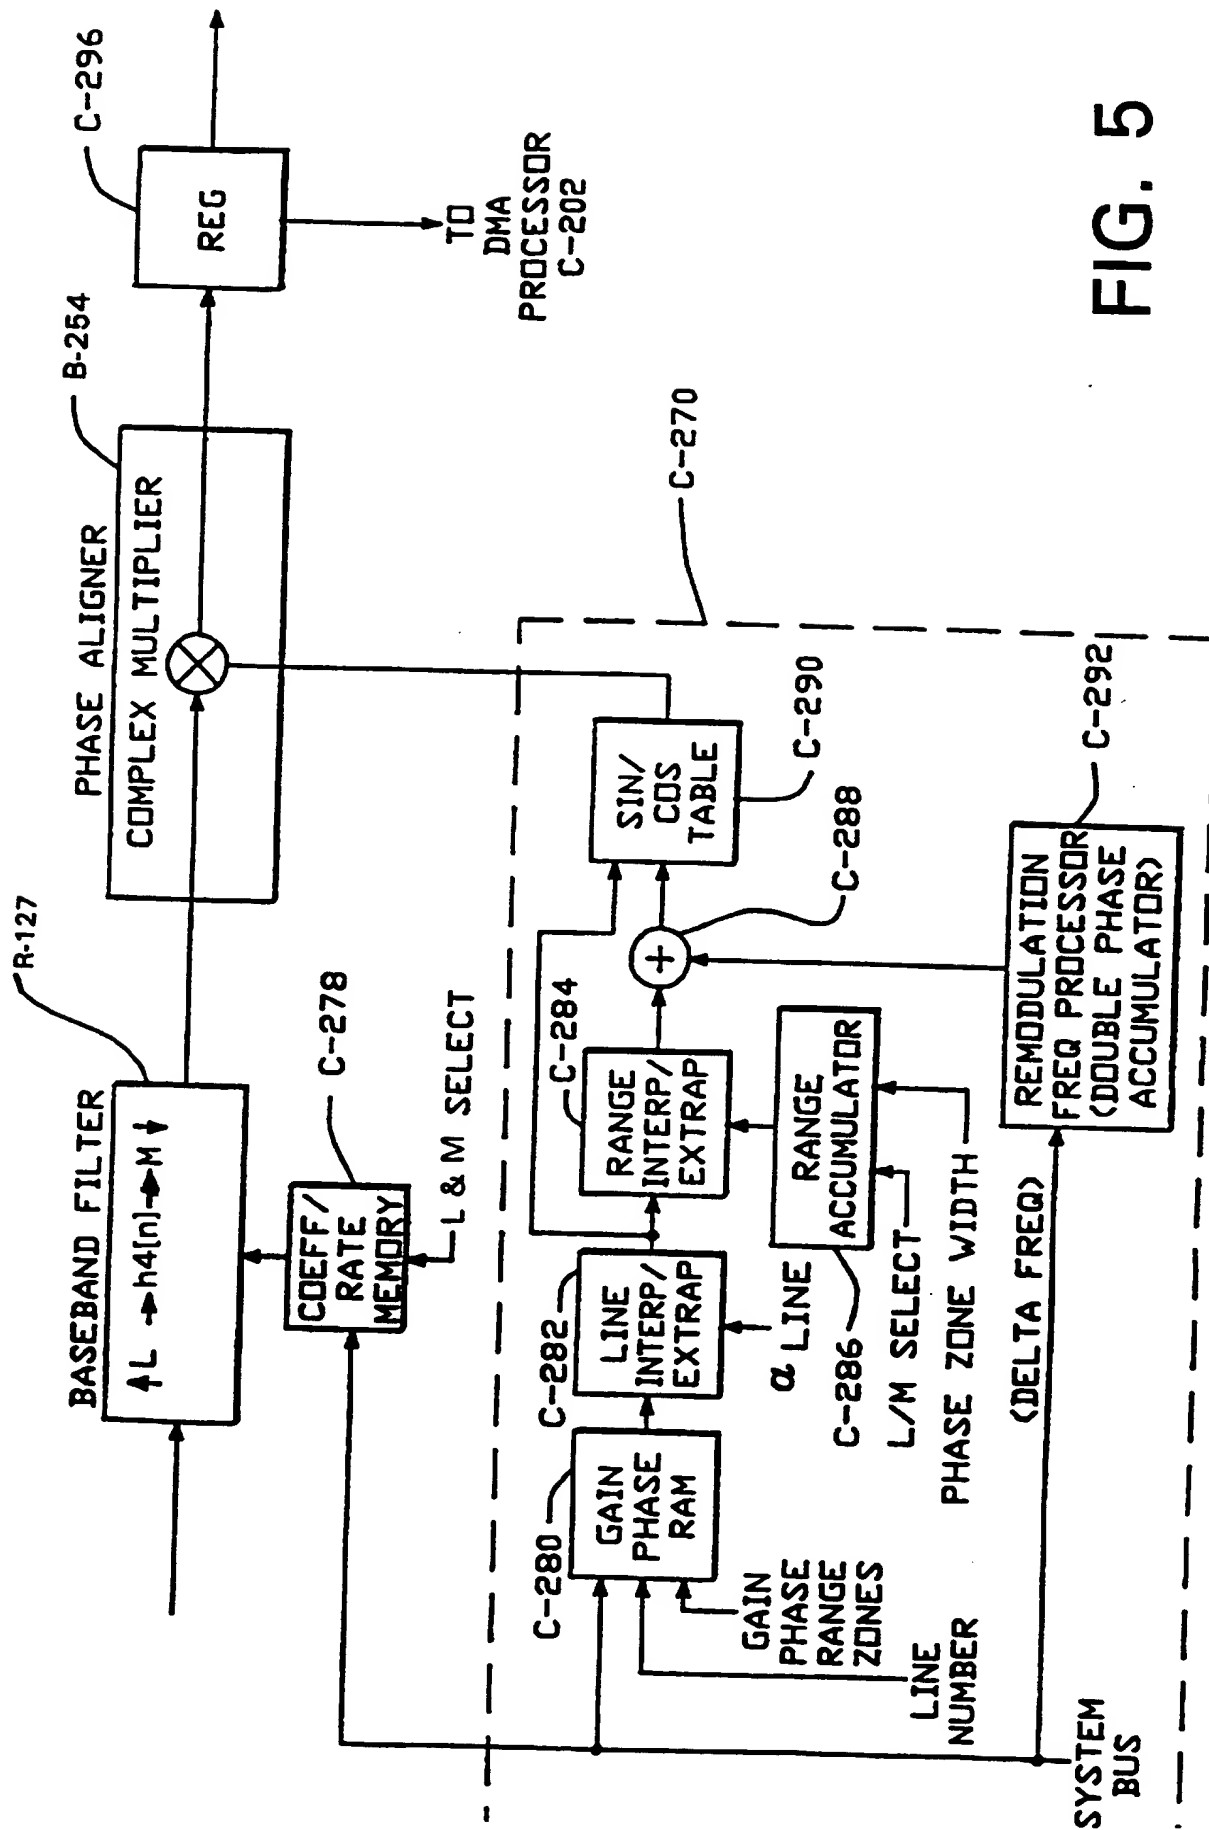 BASEBAND FILTER
R-127
↑L→h4[n]→M↓
PHASE ALIGNER
B-254
COMPLEX MULTIPLIER
C-296
REG
TO
DMA
PROCESSOR
C-202
COEFF/
RATE
MEMORY
C-278
L & M SELECT
C-270
C-280
GAIN
PHASE
RAM
C-282
LINE
INTERP/
EXTRAP
C-284
RANGE
INTERP/
EXTRAP
+
C-288
SIN/
COS
TABLE
C-290
α LINE
RANGE
ACCUMULATOR
C-286
L/M SELECT
PHASE ZONE WIDTH
GAIN
PHASE
RANGE
ZONES
LINE
NUMBER
(DELTA FREQ)
REMODULATION
FREQ PROCESSOR
(DOUBLE PHASE
ACCUMULATOR)
C-292
SYSTEM
BUS
FIG. 5